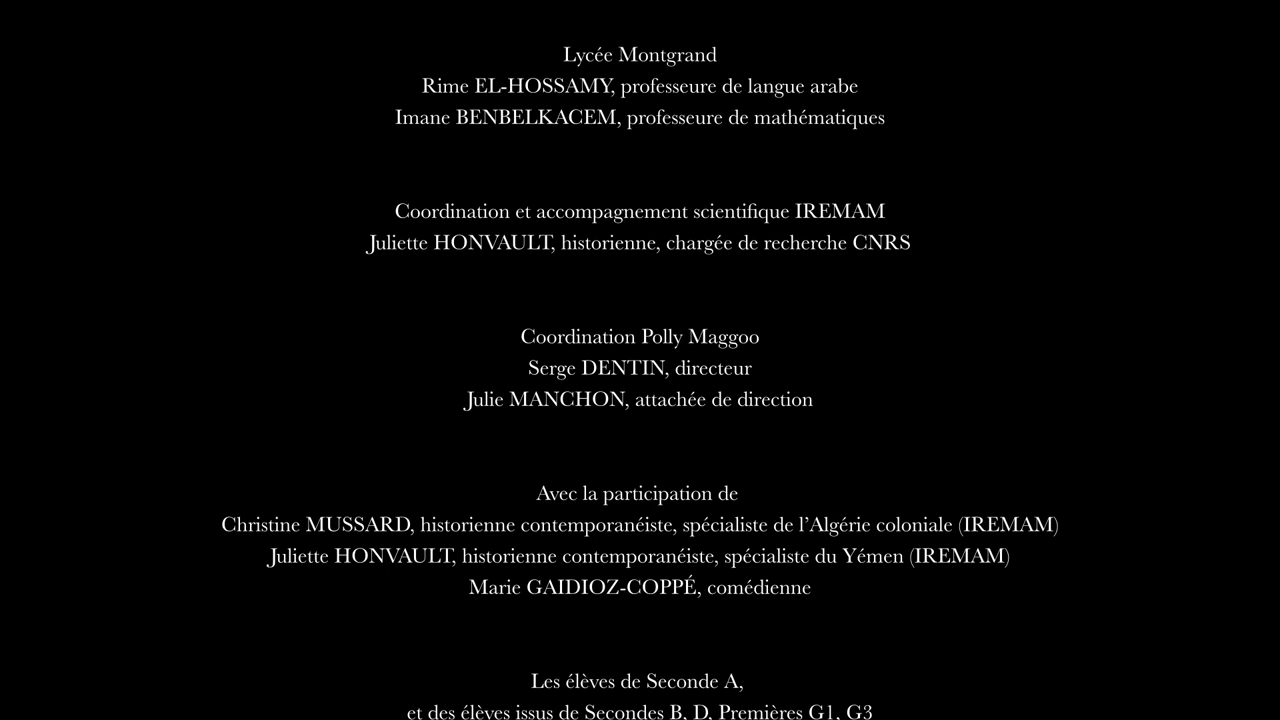 Lycée Montgrand
Rime EL-HOSSAMY, professeure de langue arabe
Imane BENBELKACEM, professeure de mathématiques
Coordination et accompagnement scientifique IREMAM
Juliette HONVAULT, historienne, chargée de recherche CNRS
Coordination Polly Maggoo
Serge DENTIN, directeur
Julie MANCHON, attachée de direction
Avec la participation de
Christine MUSSARD, historienne contemporanéiste, spécialiste de l’Algérie coloniale (IREMAM)
Juliette HONVAULT, historienne contemporanéiste, spécialiste du Yémen (IREMAM)
Marie GAIDIOZ-COPPÉ, comédienne
Les élèves de Seconde A,
et des élèves issus de Secondes B, D, Premières G1, G3